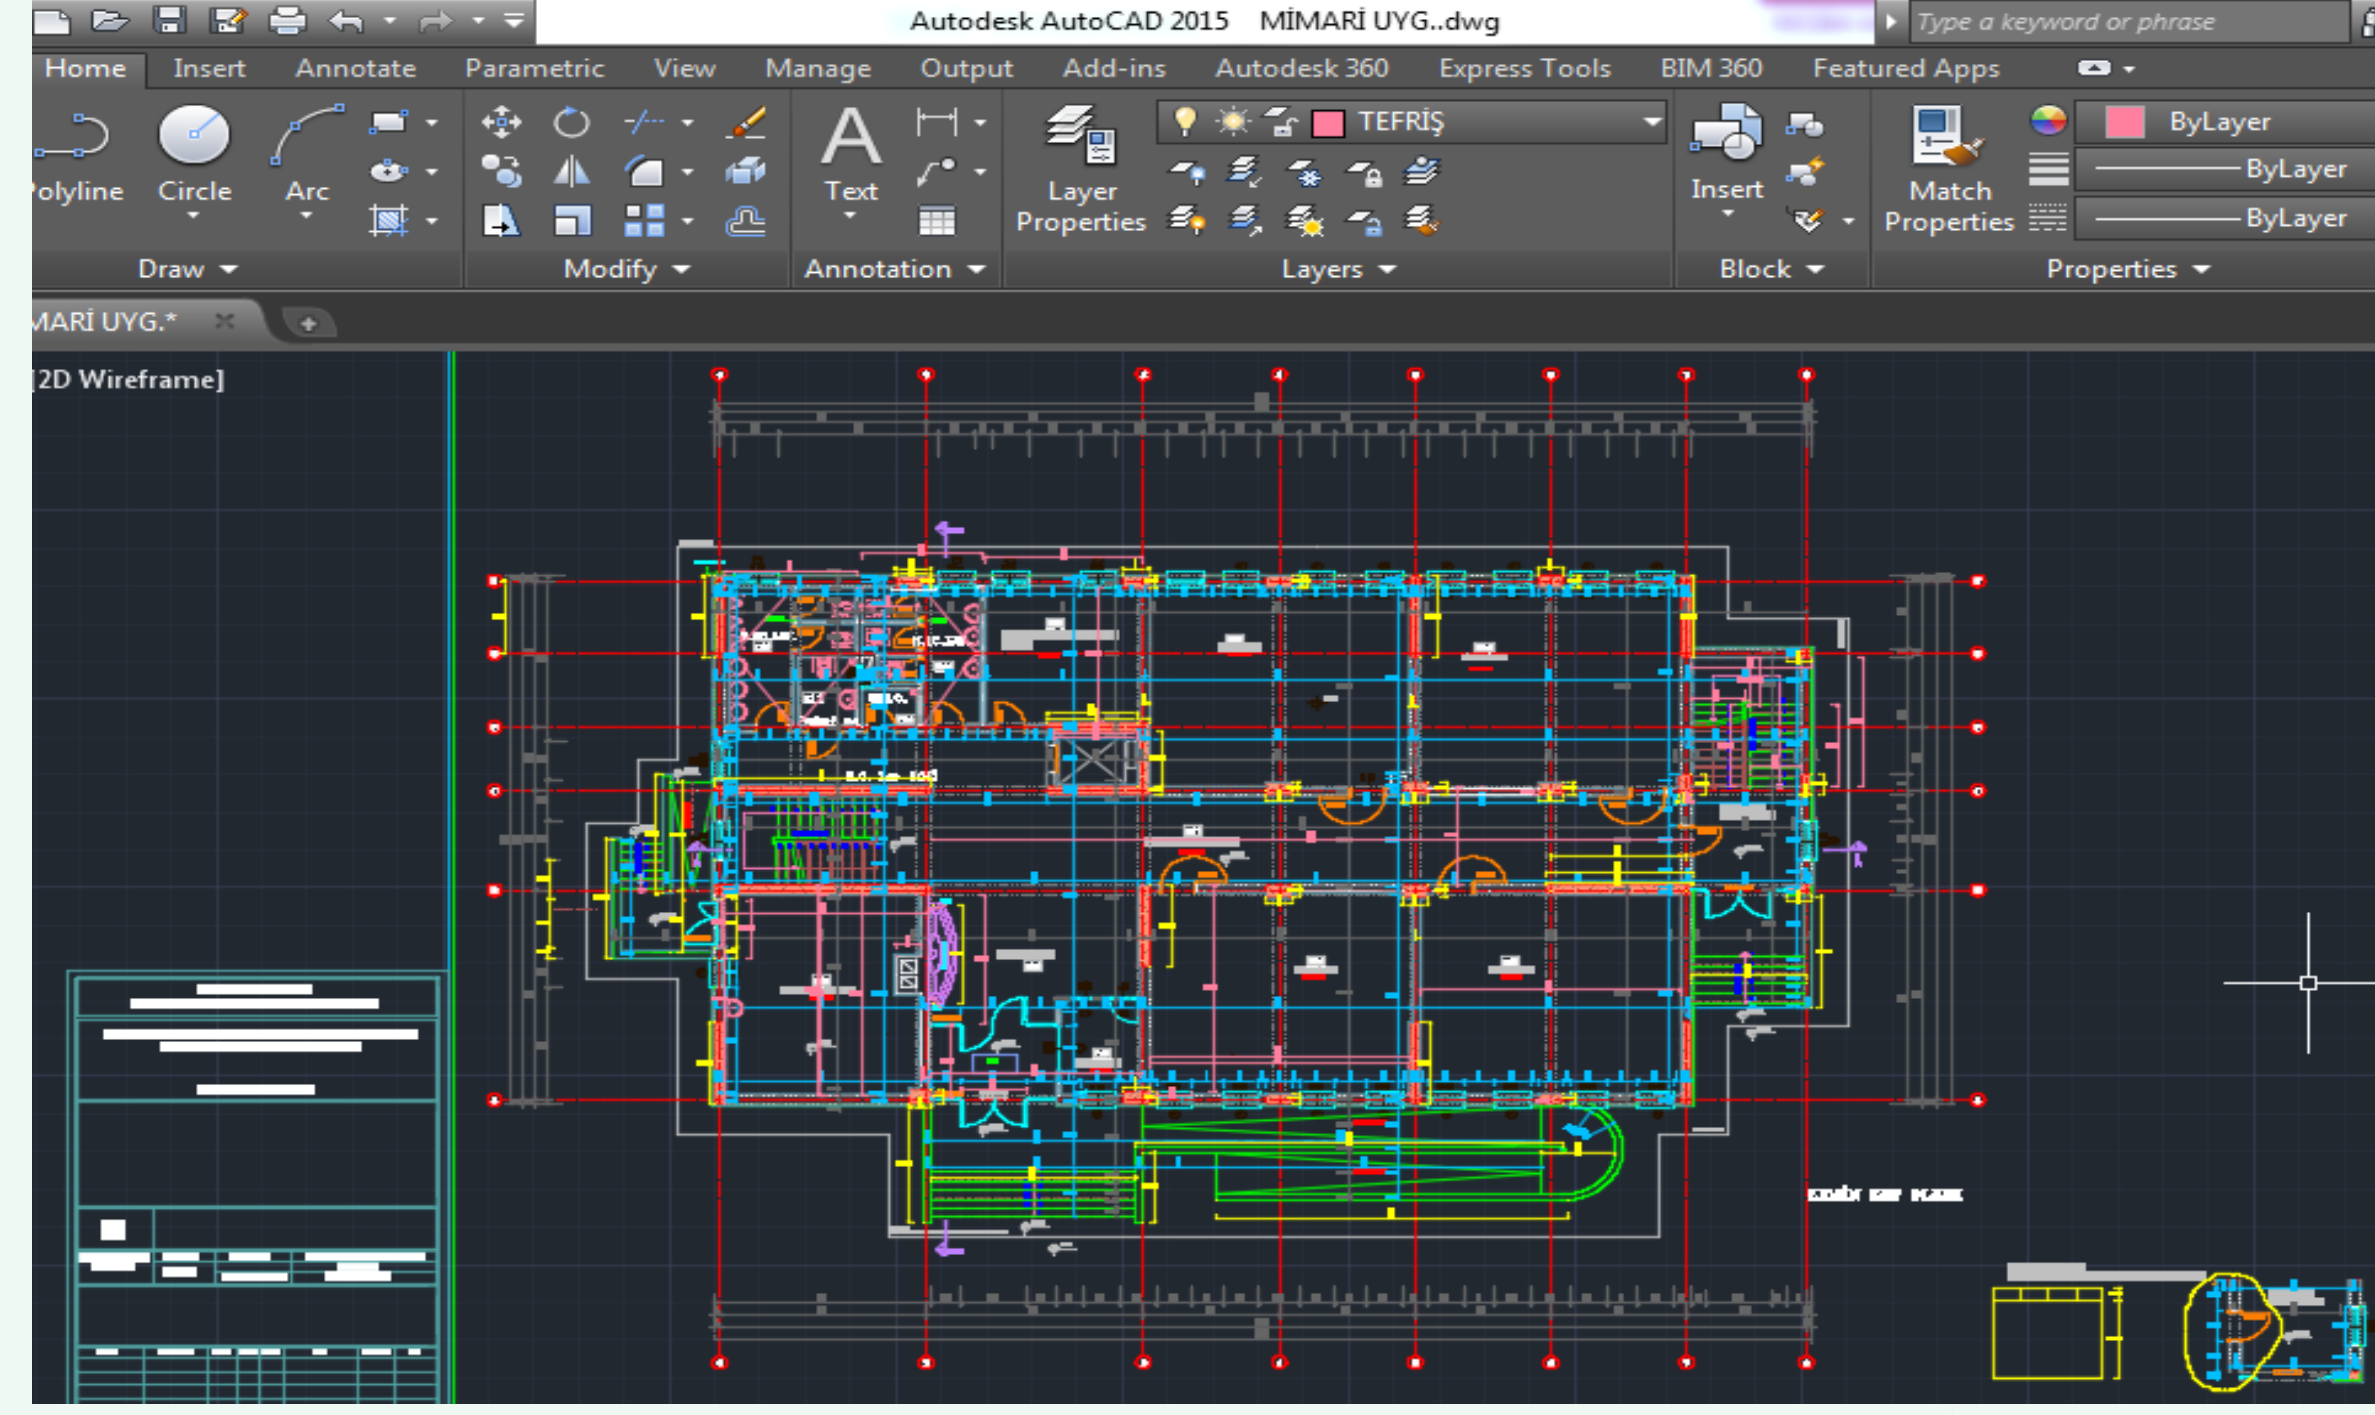 Autodesk AutoCAD 2015 MİMARİ UYG..dwg
Type a keyword or phrase
Home Insert Annotate Parametric View Manage Output Add-ins Autodesk 360 Express Tools BIM 360 Featured Apps
TEFRİŞ
ByLayer
ByLayer
ByLayer
olyline Circle Arc
Text
Layer
Properties
Insert
Match
Properties
Draw Modify Annotation Layers Block Properties
MARİ UYG.*
[2D Wireframe]